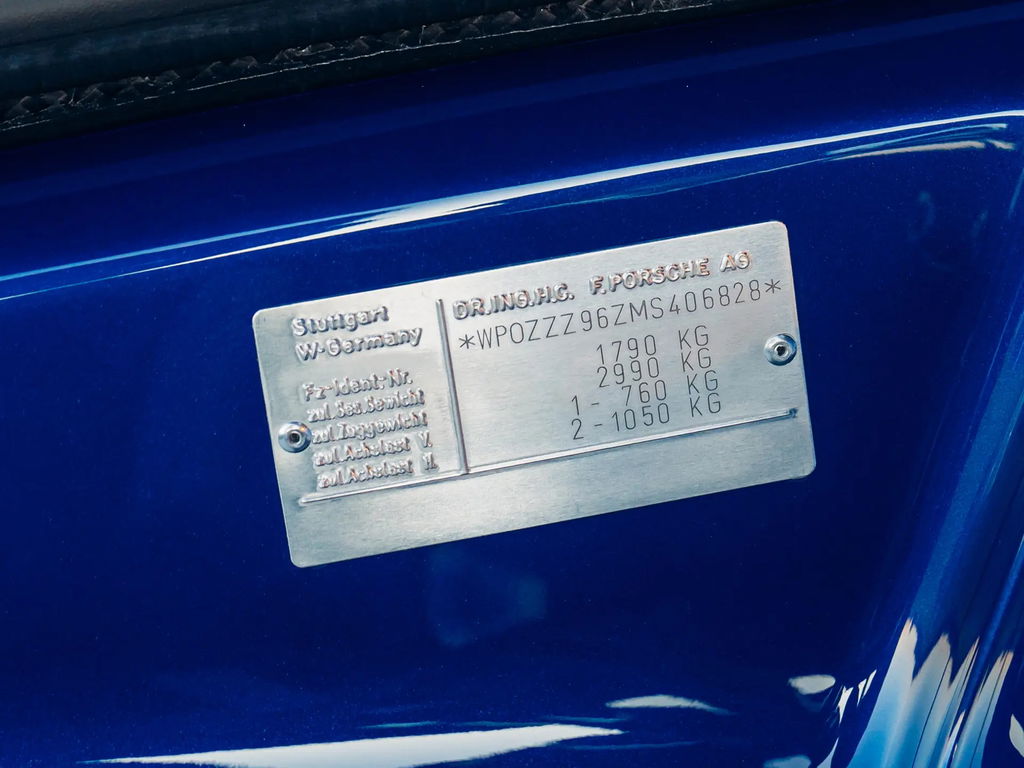 Stuttgart
W-Germany
DR.ING.H.C. F.PORSCHE AG
*WP0ZZZ96ZMS406828*
Fz-Ident-Nr.
zul.Ges.Gewicht 1790 KG
zul.Zuggewicht 2990 KG
zul.Achslast V. 1 - 760 KG
zul.Achslast H. 2 - 1050 KG